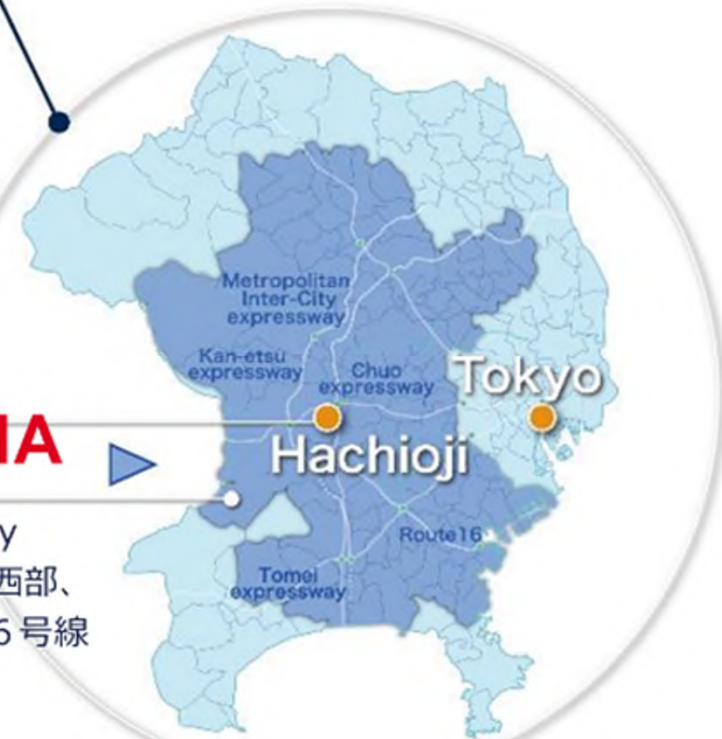 Metropolitan
Inter-City
expressway
Kan-etsu
expressway
Chuo
expressway
Tokyo
IA
Hachioji
y
西部、
Route16
Tomei
expressway
6号線